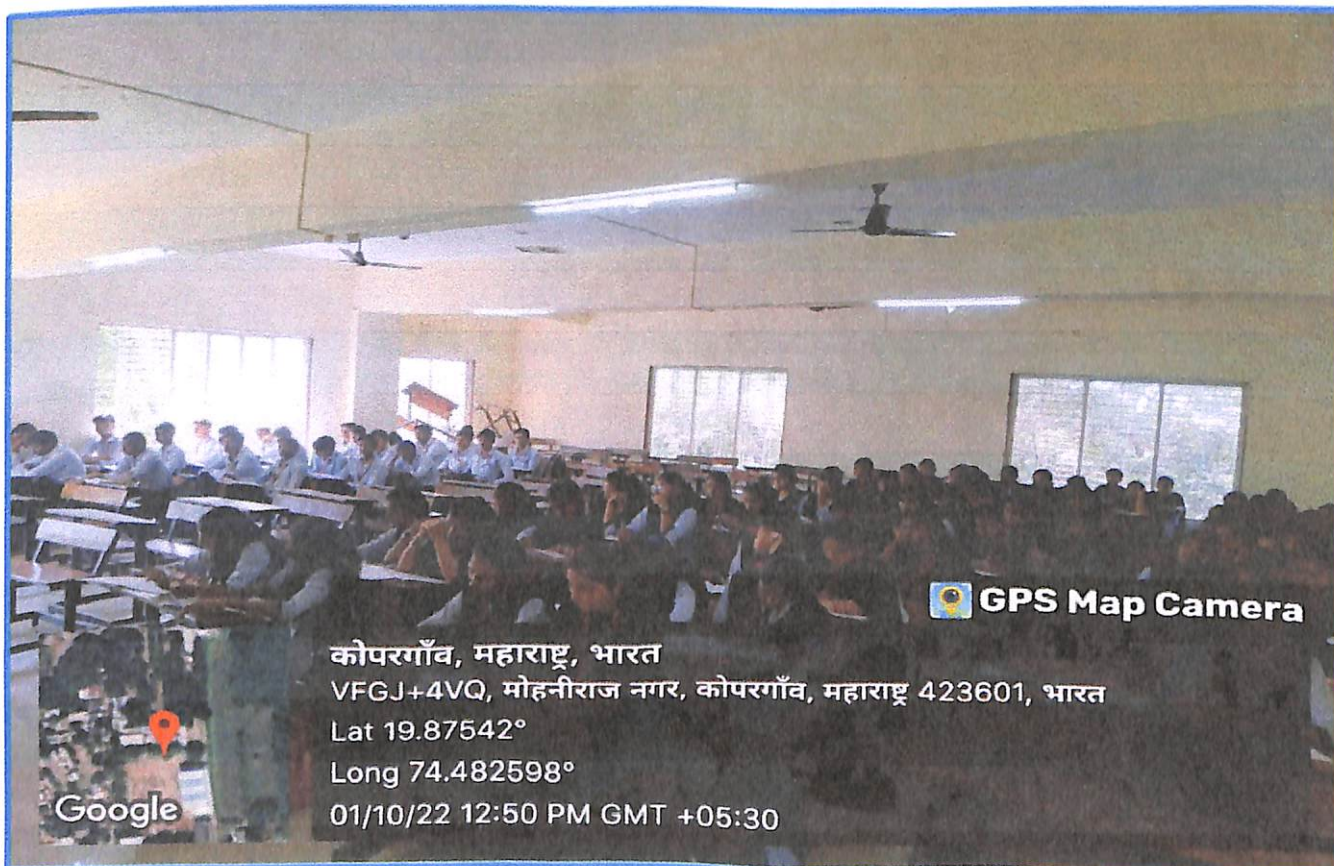 GPS Map Camera
कोपरगाँव, महाराष्ट्र, भारत
VFGJ+4VQ, मोहनीराज नगर, कोपरगाँव, महाराष्ट्र 423601, भारत
Lat 19.87542°
Long 74.482598°
01/10/22 12:50 PM GMT +05:30
Google